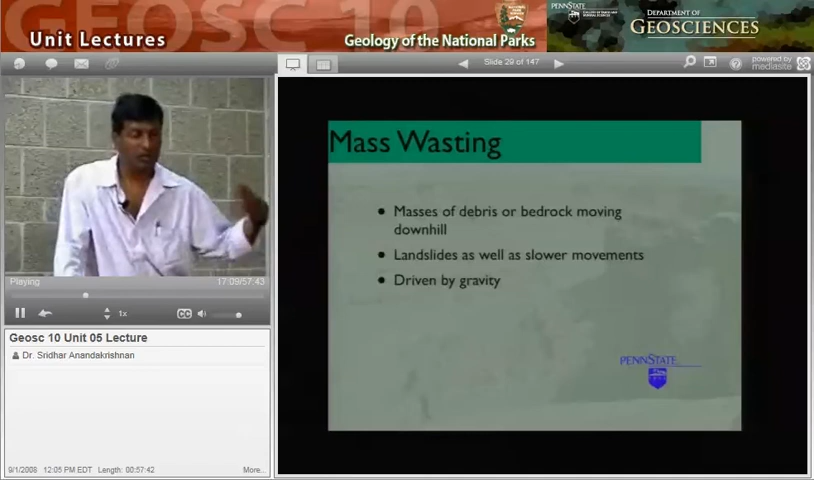 GEOSC 10
Unit Lectures
Geology of the National Parks
PENNSTATE
DEPARTMENT OF
GEOSCIENCES
Slide 29 of 147
powered by
mediasite
Mass Wasting
• Masses of debris or bedrock moving
downhill
• Landslides as well as slower movements
• Driven by gravity
PENNSTATE
Playing
17:09/57:43
1x
CC
Geosc 10 Unit 05 Lecture
Dr. Sridhar Anandakrishnan
9/1/2008 12:05 PM EDT Length: 00:57:42
More..